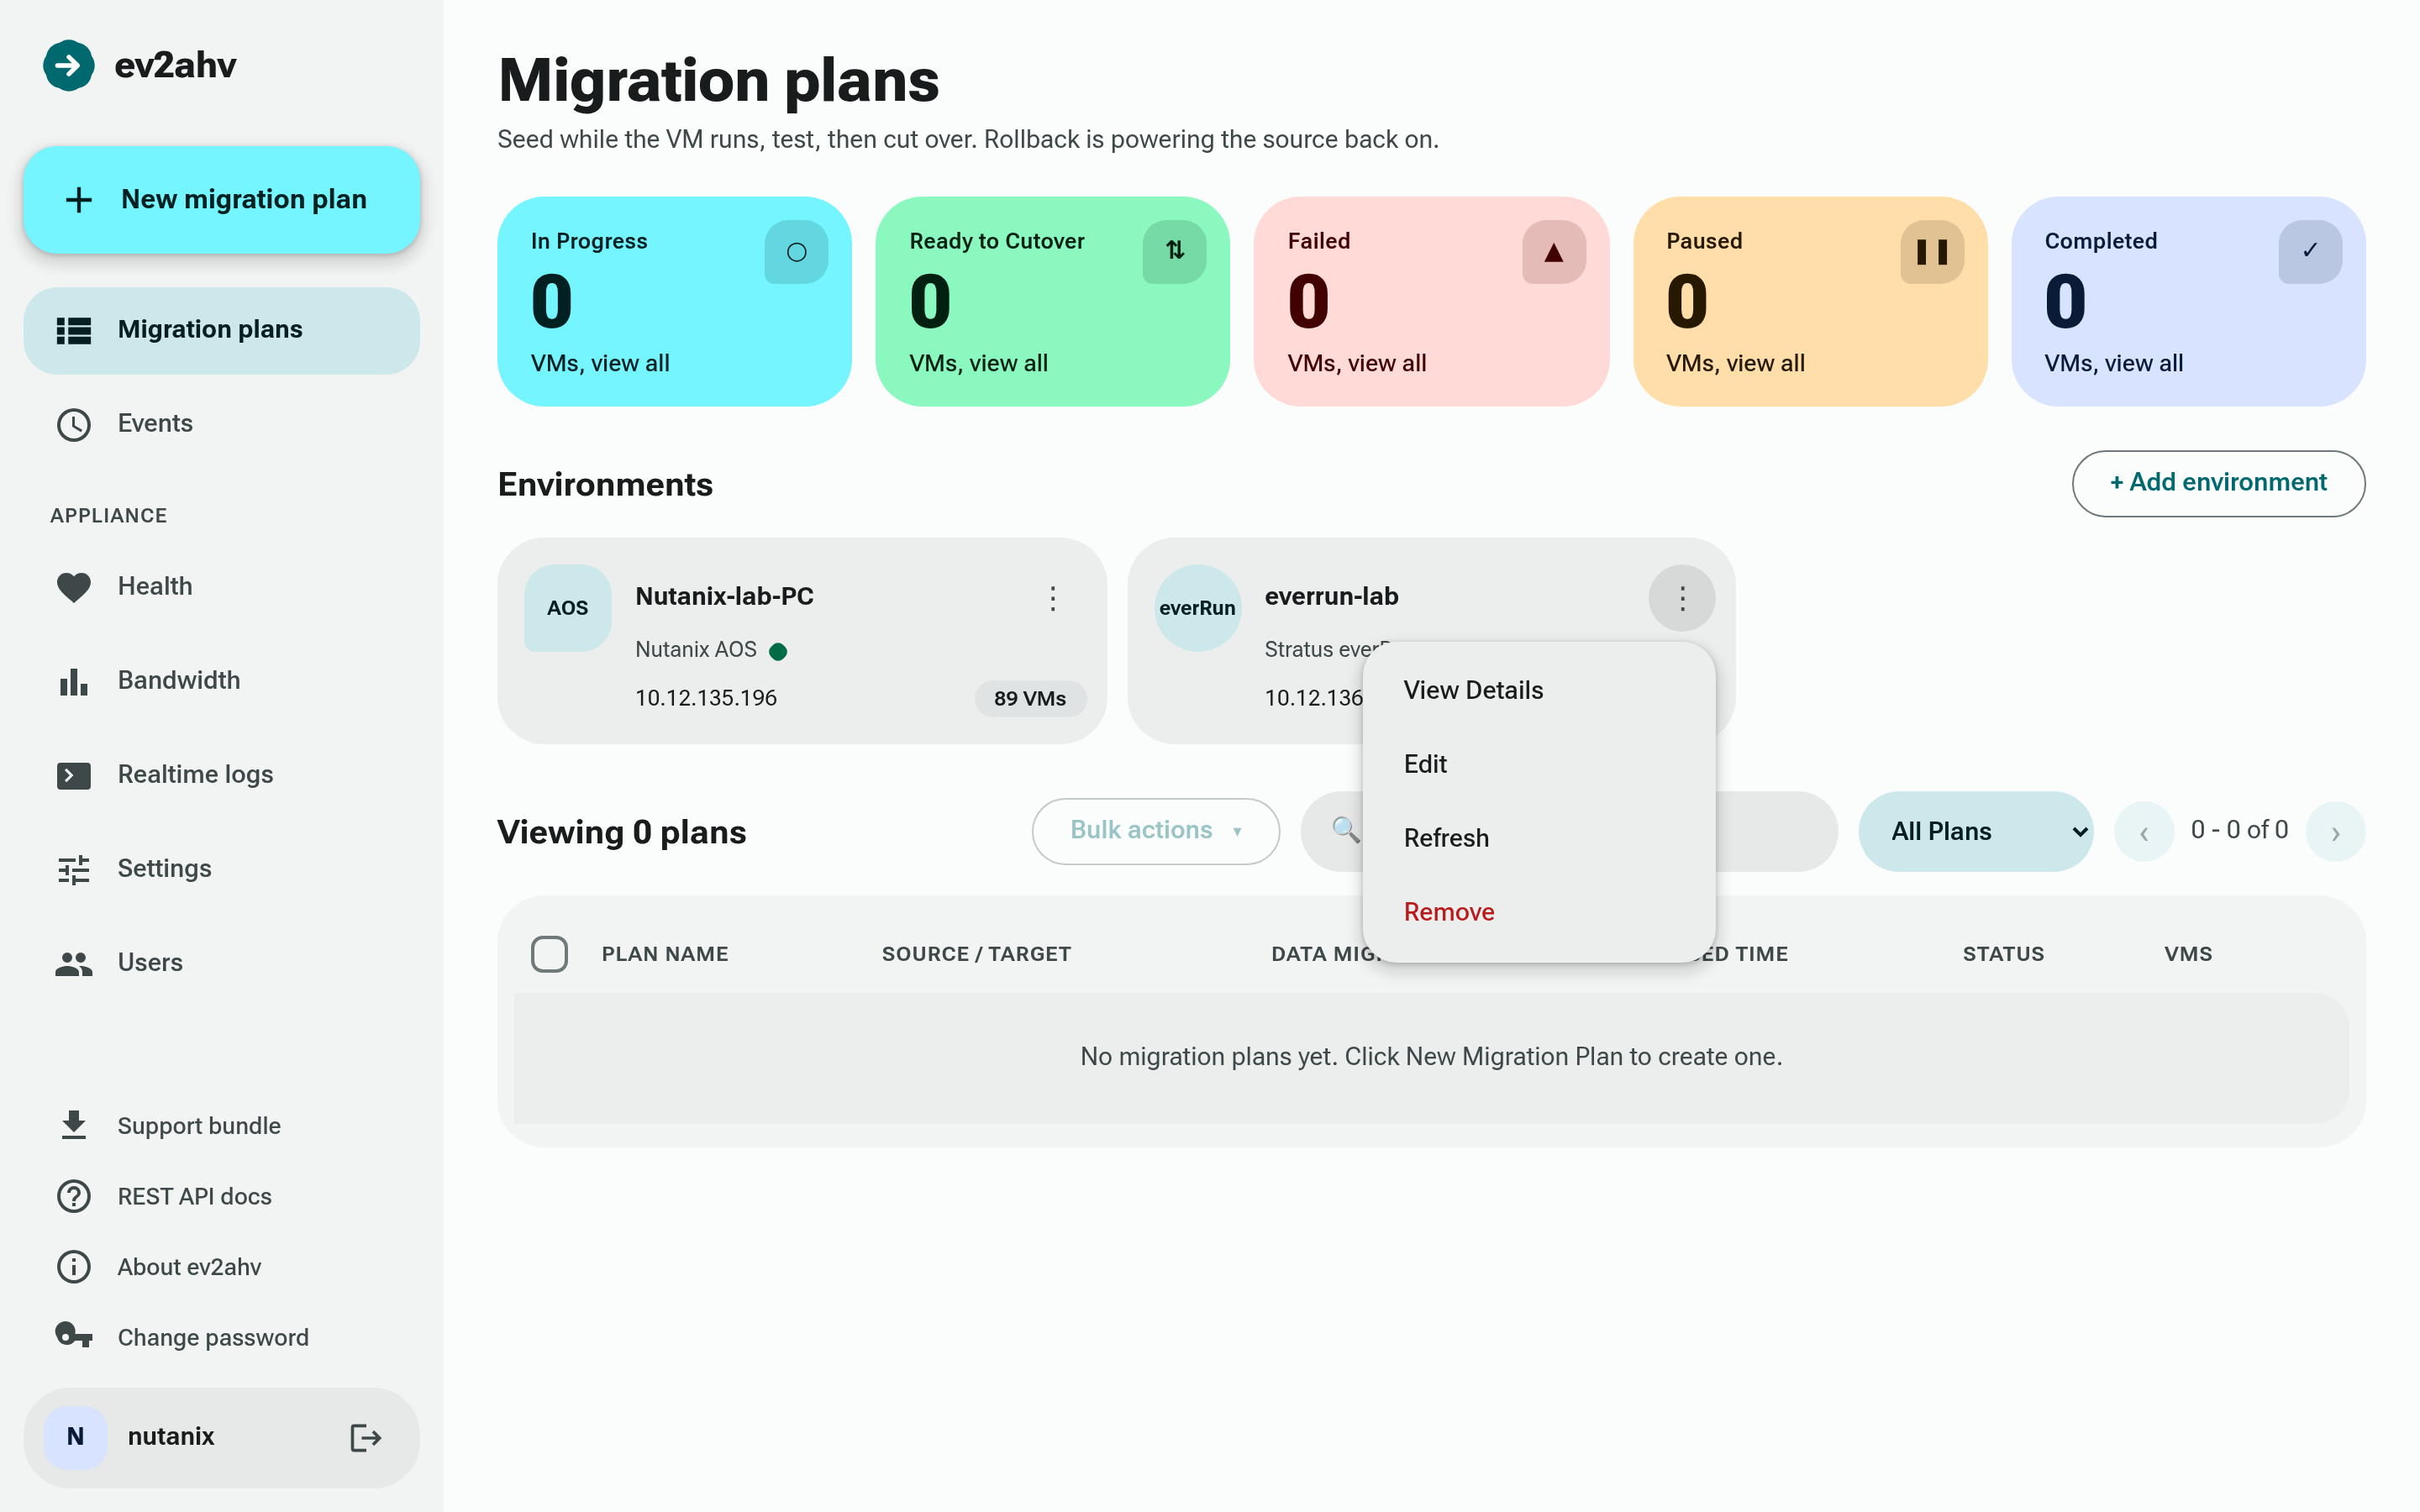 ev2ahv
New migration plan
Migration plans
Events
APPLIANCE
Health
Bandwidth
Realtime logs
Settings
Users
Support bundle
REST API docs
About ev2ahv
Change password
N nutanix
Migration plans
Seed while the VM runs, test, then cut over. Rollback is powering the source back on.
In Progress
0
VMs, view all
Ready to Cutover
0
VMs, view all
Failed
0
VMs, view all
Paused
0
VMs, view all
Completed
0
VMs, view all
Environments
+ Add environment
AOS
Nutanix-lab-PC
Nutanix AOS
10.12.135.196
89 VMs
everRun
everrun-lab
Stratus
10.12.136
View Details
Edit
Refresh
Remove
Viewing 0 plans
Bulk actions
All Plans
0 - 0 of 0
PLAN NAME
SOURCE / TARGET
DATA
TIME
STATUS
VMS
No migration plans yet. Click New Migration Plan to create one.